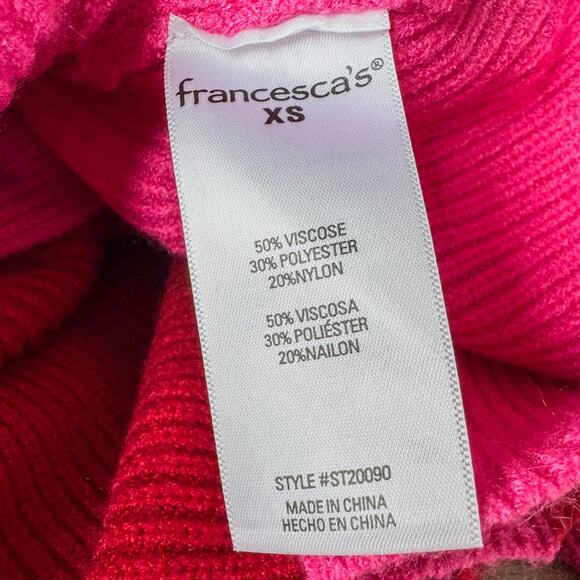 francesca's®
XS
50% VISCOSE
30% POLYESTER
20%NYLON
50% VISCOSA
30% POLIÉSTER
20%NAILON
STYLE #ST20090
MADE IN CHINA
HECHO EN CHINA